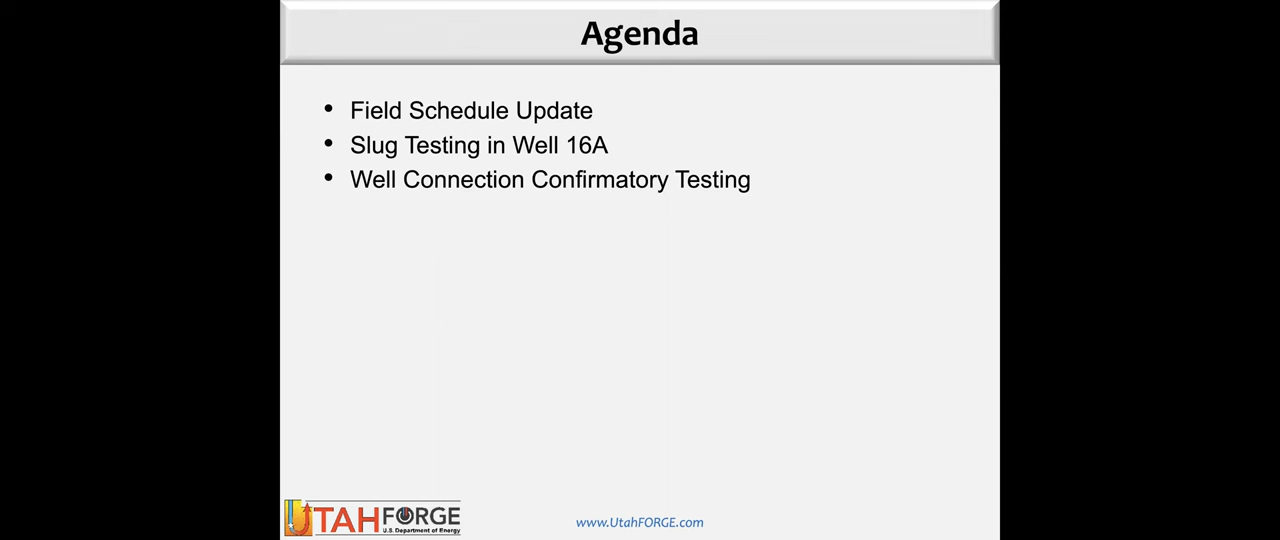 Agenda
• Field Schedule Update
• Slug Testing in Well 16A
• Well Connection Confirmatory Testing
UTAH FORGE
U.S. Department of Energy
www.UtahFORGE.com